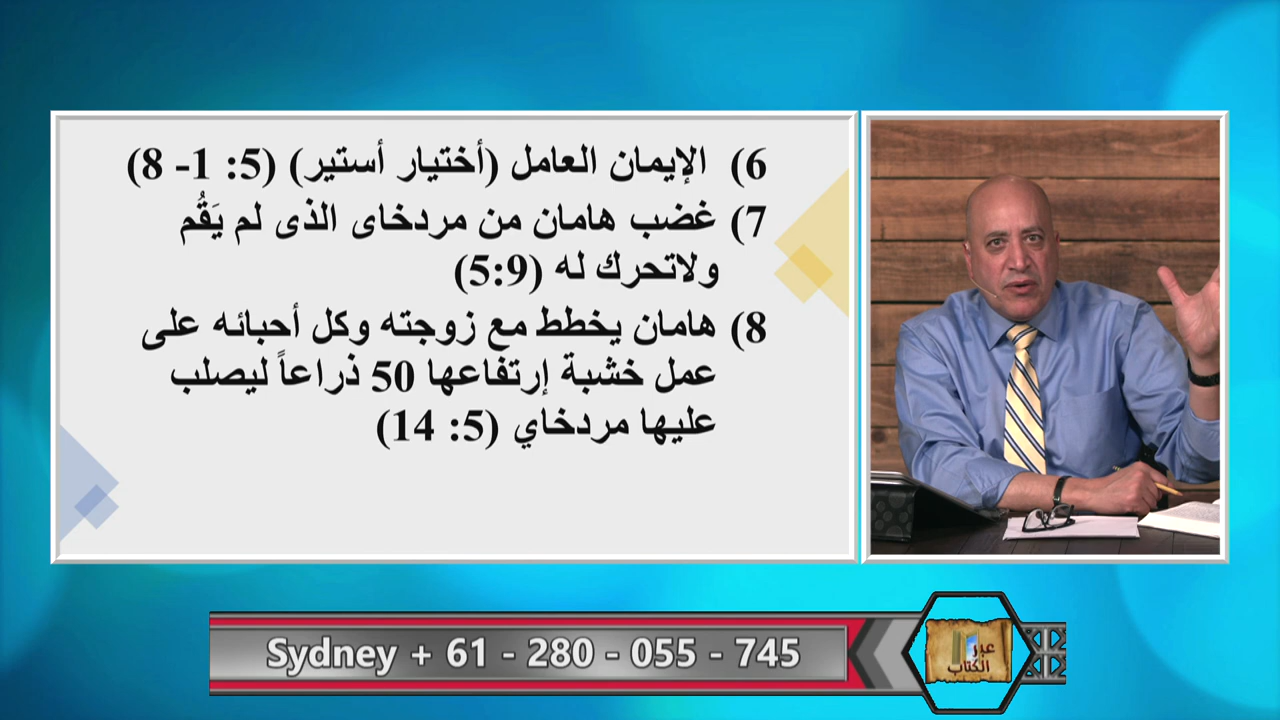 6) الإيمان العامل (أختيار أستير) (5: 1- 8)
7) غضب هامان من مردخاى الذى لم يَقُم
ولاتحرك له (5:9)
8) هامان يخطط مع زوجته وكل أحبائه على
عمل خشبة إرتفاعها 50 ذراعاً ليصلب
عليها مردخاي (5: 14)
Sydney + 61 - 280 - 055 - 745
عبر
الكتاب